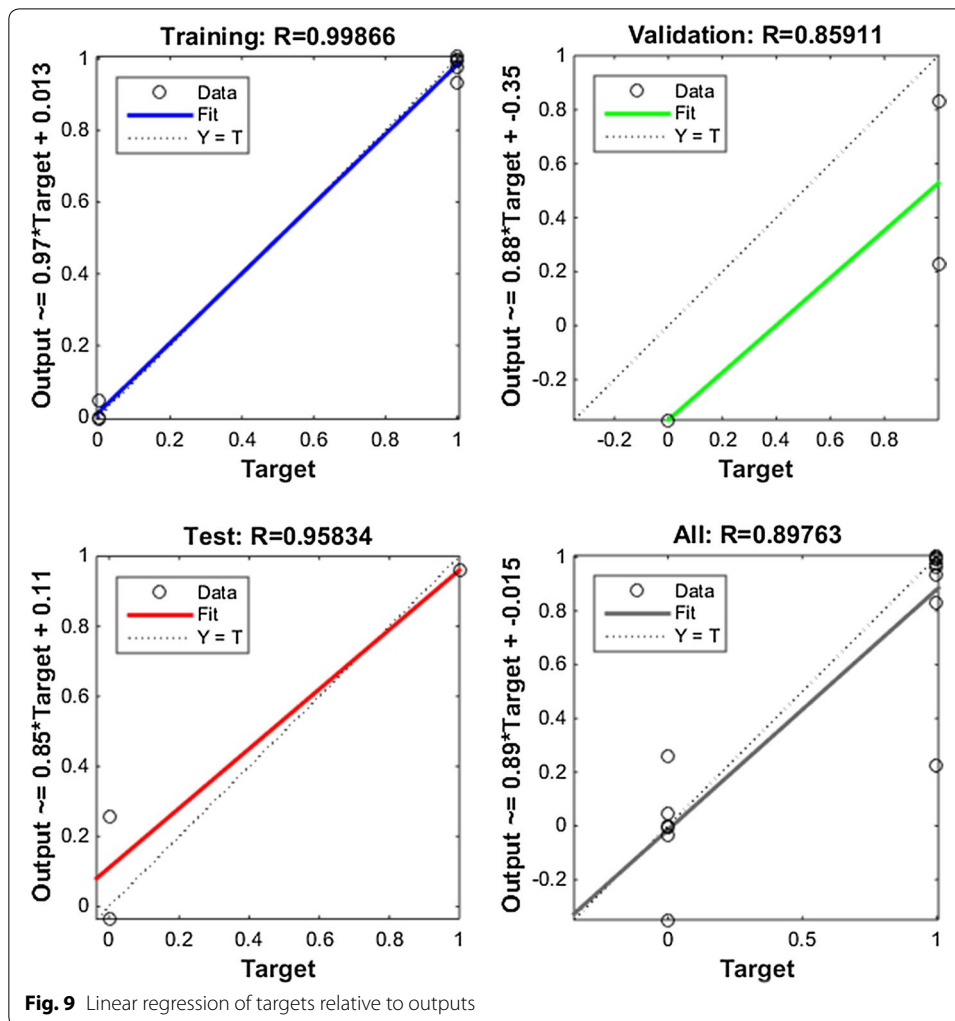 Training: R=0.99866
Output ~= 0.97*Target + 0.013
1
0.8
0.6
0.4
0.2
0
Data
Fit
Y = T
0 0.2 0.4 0.6 0.8 1
Target
Validation: R=0.85911
Output ~= 0.88*Target + -0.35
1
0.8
0.6
0.4
0.2
0
-0.2
Data
Fit
Y = T
-0.2 0 0.2 0.4 0.6 0.8
Target
Test: R=0.95834
Output ~= 0.85*Target + 0.11
1
0.8
0.6
0.4
0.2
0
Data
Fit
Y = T
0 0.2 0.4 0.6 0.8 1
Target
All: R=0.89763
Output ~= 0.89*Target + -0.015
1
0.8
0.6
0.4
0.2
0
-0.2
Data
Fit
Y = T
0 0.5 1
Target
Fig. 9 Linear regression of targets relative to outputs